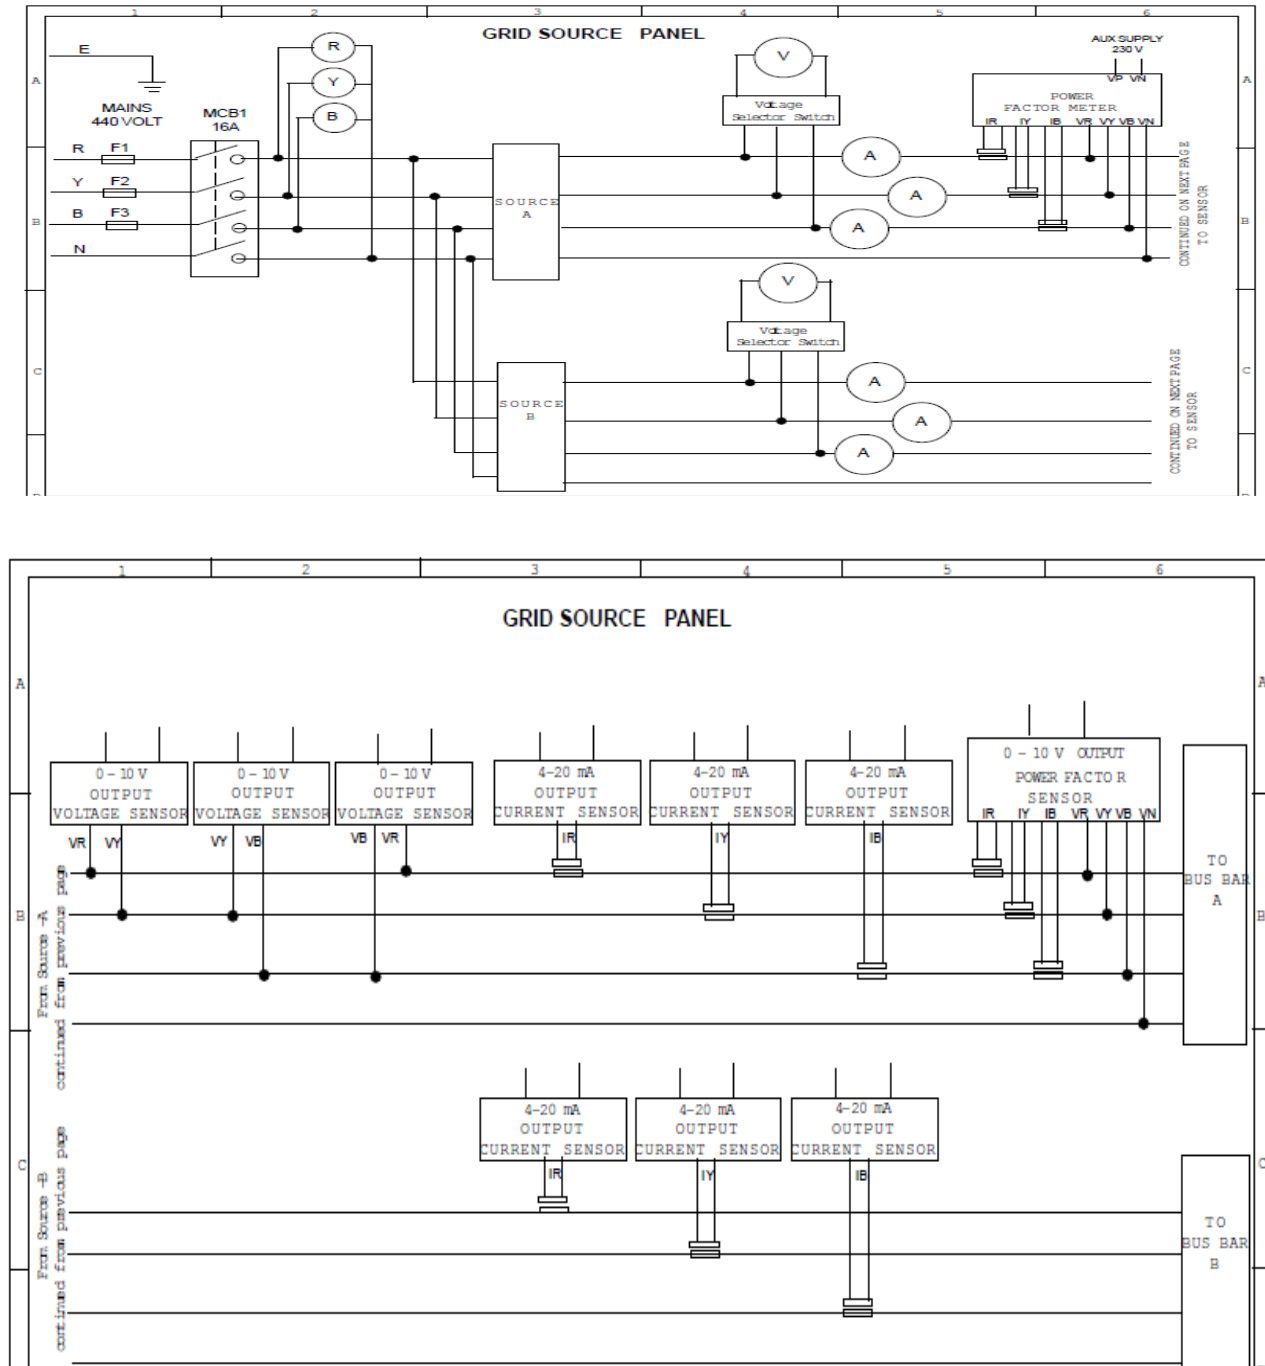 1 2 3 4 5 6
GRID SOURCE PANEL
A
A
E
MAINS
440 VOLT
MCB1
16A
R
Y
B
V
Voltage
Selector Switch
AUX SUPPLY
230 V
VP VN
POWER
FACTOR METER
IR IY IB VR VY VB VN
R F1
Y F2
B F3
N
B
B
SOURCE
A
A
A
A
CONTINUED ON NEXT PAGE
TO SENSOR
V
Voltage
Selector Switch
C
C
SOURCE
B
A
A
A
CONTINUED ON NEXT PAGE
TO SENSOR
1 2 3 4 5 6
GRID SOURCE PANEL
A
A
0 – 10 V
OUTPUT
VOLTAGE SENSOR
VR VY
0 – 10 V
OUTPUT
VOLTAGE SENSOR
VY VB
0 – 10 V
OUTPUT
VOLTAGE SENSOR
VB VR
4–20 mA
OUTPUT
CURRENT SENSOR
IR
4–20 mA
OUTPUT
CURRENT SENSOR
IY
4–20 mA
OUTPUT
CURRENT SENSOR
IB
0 – 10 V OUTPUT
POWER FACTOR
SENSOR
IR IY IB VR VY VB VN
TO
BUS BAR
A
B
B
From Source -A
continued from previous page
4–20 mA
OUTPUT
CURRENT SENSOR
IR
4–20 mA
OUTPUT
CURRENT SENSOR
IY
4–20 mA
OUTPUT
CURRENT SENSOR
IB
C
C
From Source -B
continued from previous page
TO
BUS BAR
B